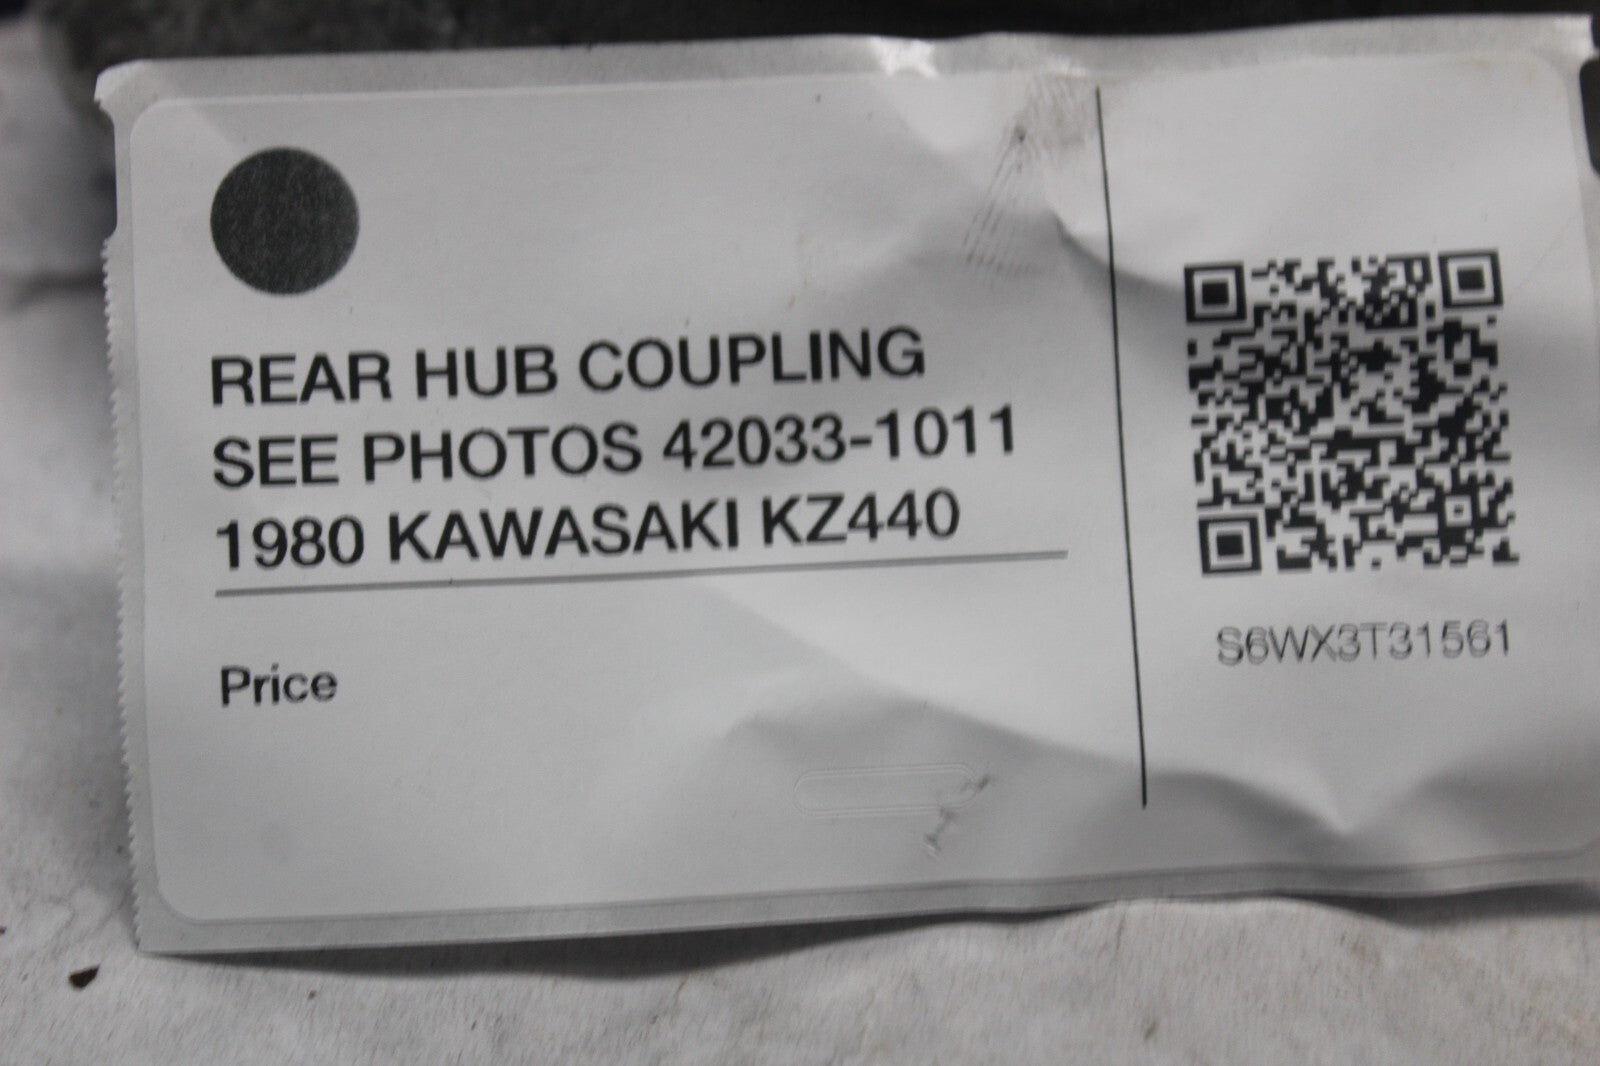 REAR HUB COUPLING
SEE PHOTOS 42033-1011
1980 KAWASAKI KZ440
Price
S6WX3T31561